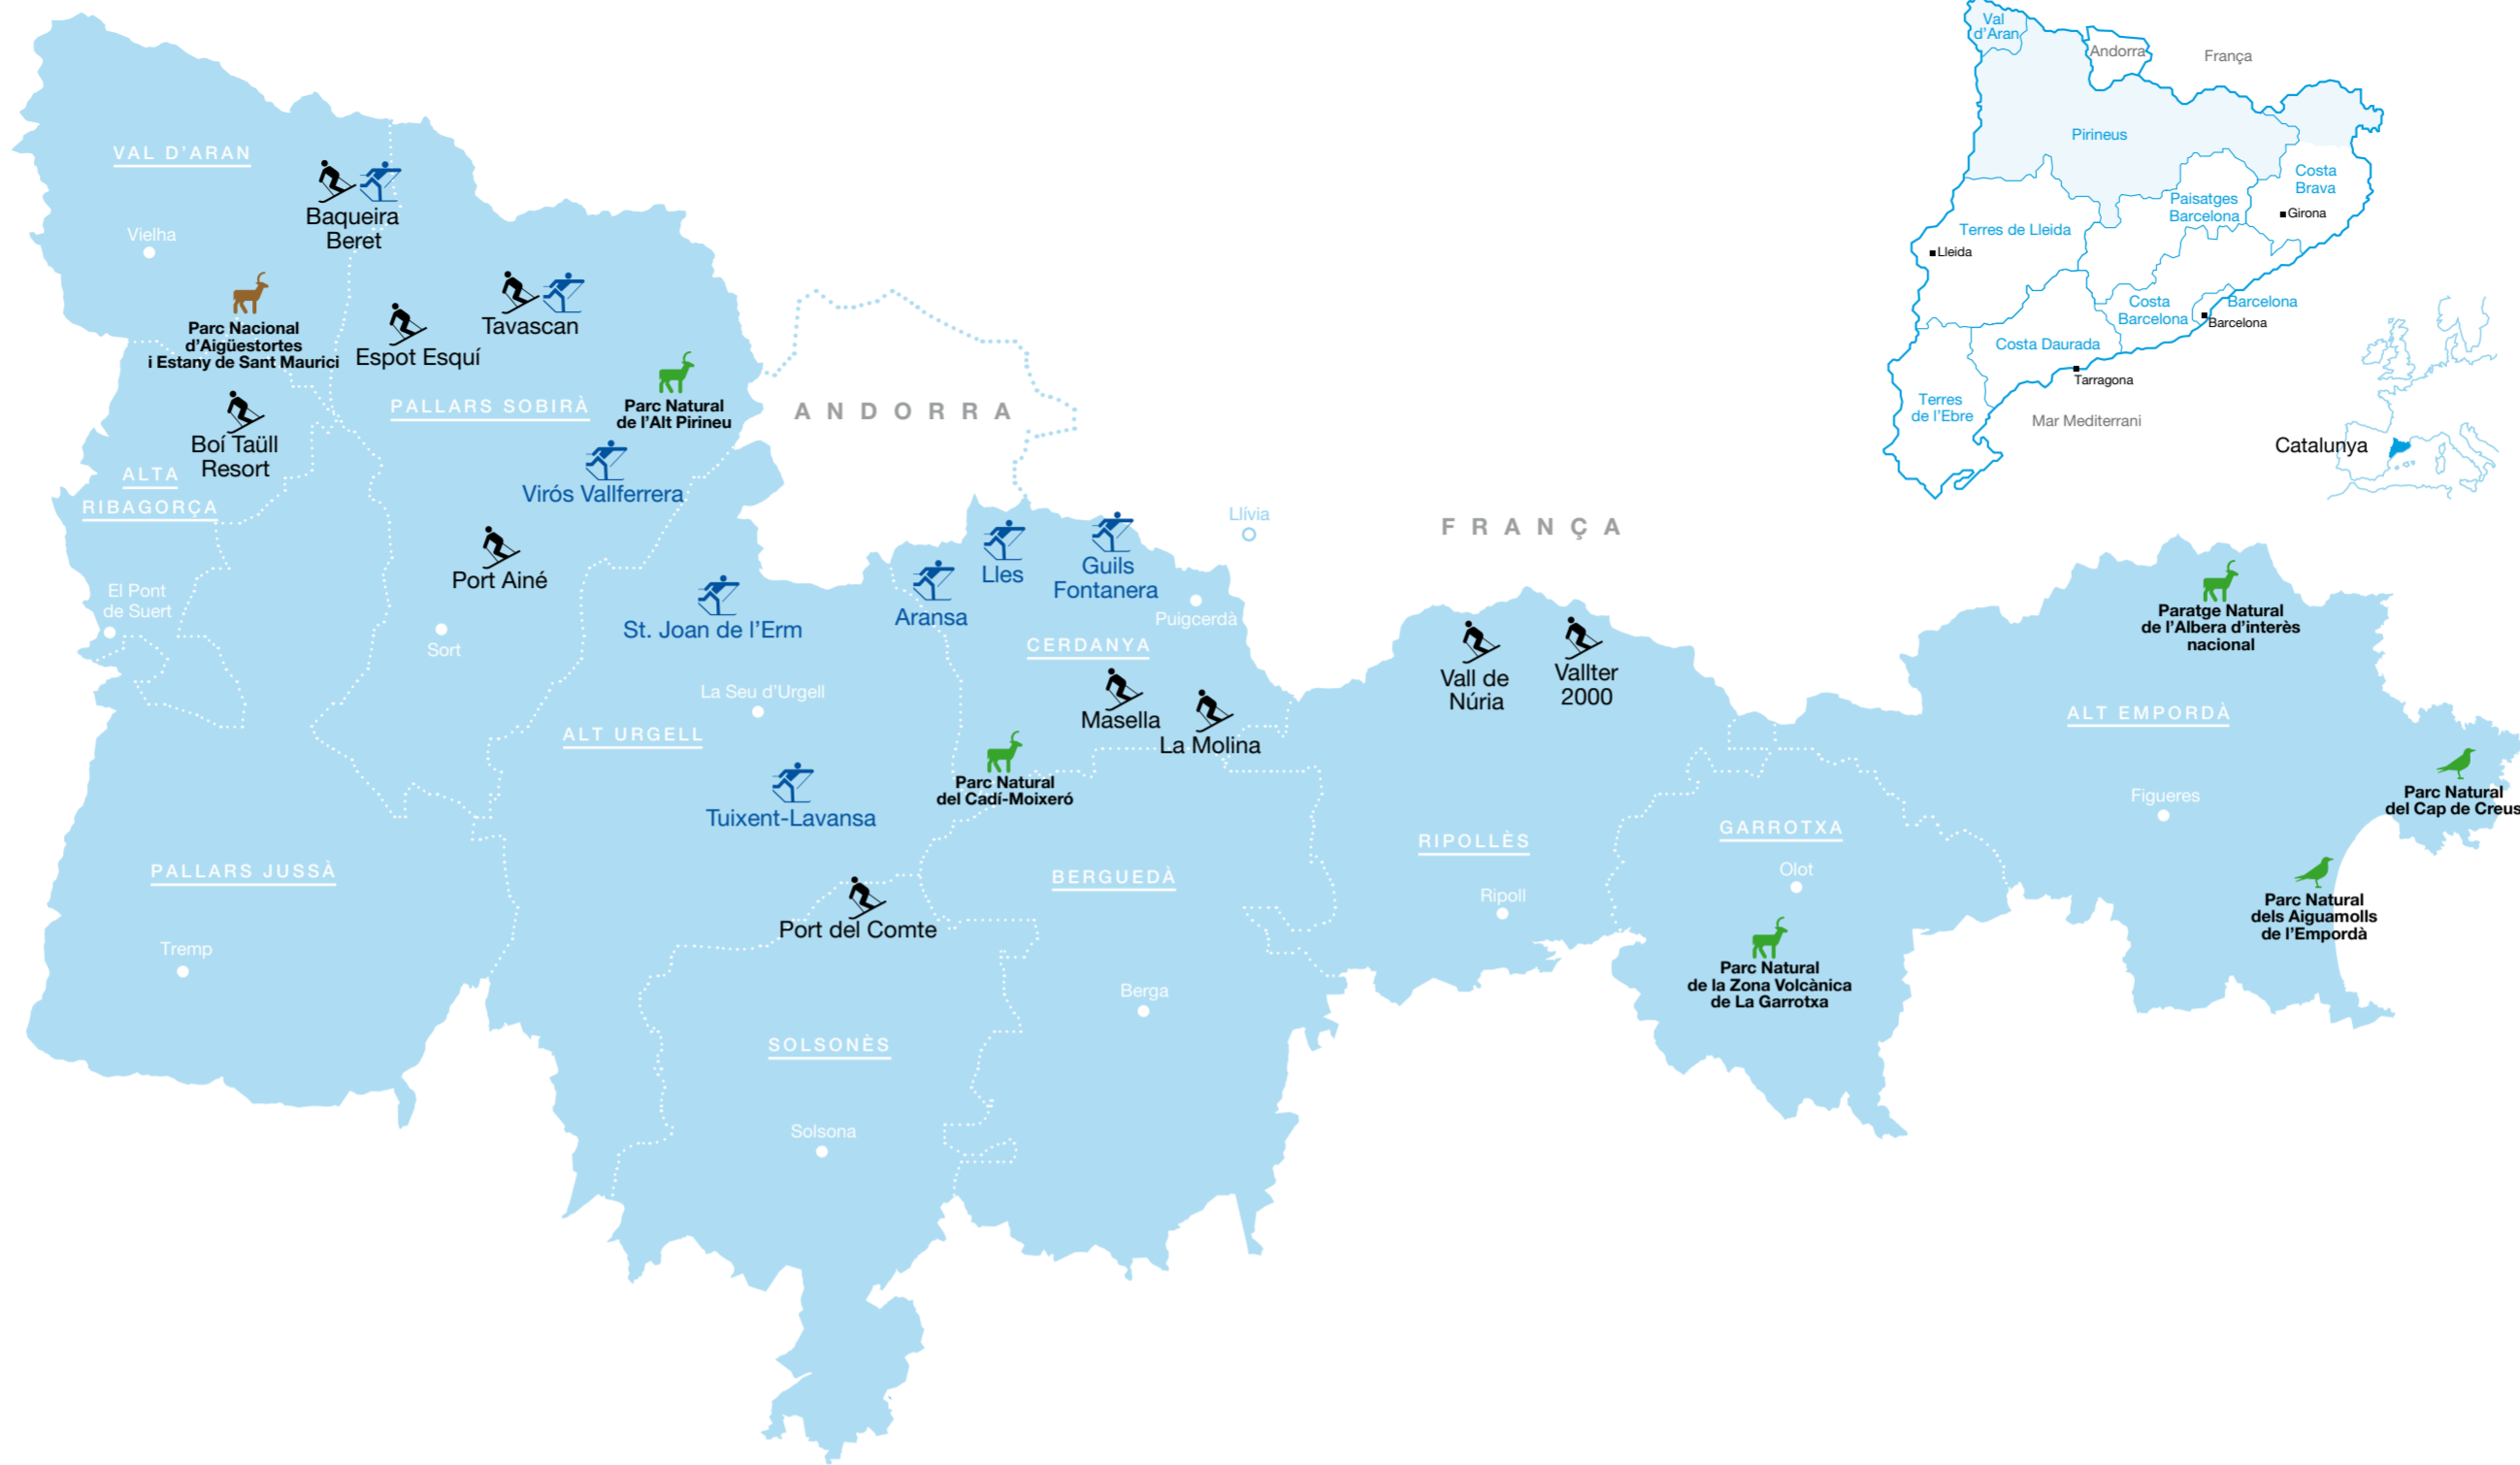 VAL D'ARAN
Vielha
Baqueira
Beret
Parc Nacional
d'Aigüestortes
i Estany de Sant Maurici
Espot Esquí
Tavascan
Boí Taüll
Resort
ALTA
RIBAGORÇA
PALLARS SOBIRÀ
Parc Natural
de l'Alt Pirineu
Virós Vallferrera
ANDORRA
El Pont
de Suert
Port Ainé
Sort
St. Joan de l'Erm
La Seu d'Urgell
ALT URGELL
Aransa
Lles
Guils
Fontanera
Llívia
Puigcerdà
CERDANYA
Masella
La Molina
Parc Natural
del Cadí-Moixeró
Tuixent-Lavansa
Port del Comte
PALLARS JUSSÀ
Tremp
SOLSONÈS
Solsona
BERGUEDÀ
Berga
FRANÇA
Vall de
Núria
Vallter
2000
RIPOLLÈS
Ripoll
GARROTXA
Olot
Parc Natural
de la Zona Volcànica
de La Garrotxa
Paratge Natural
de l'Albera d'interès
nacional
ALT EMPORDÀ
Figueres
Parc Natural
del Cap de Creus
Parc Natural
dels Aiguamolls
de l'Empordà
Val
d'Aran
Andorra
França
Pirineus
Costa
Brava
Paisatges
Barcelona
Girona
Terres de Lleida
Lleida
Costa
Barcelona
Barcelona
Barcelona
Costa Daurada
Tarragona
Terres
de l'Ebre
Mar Mediterrani
Catalunya